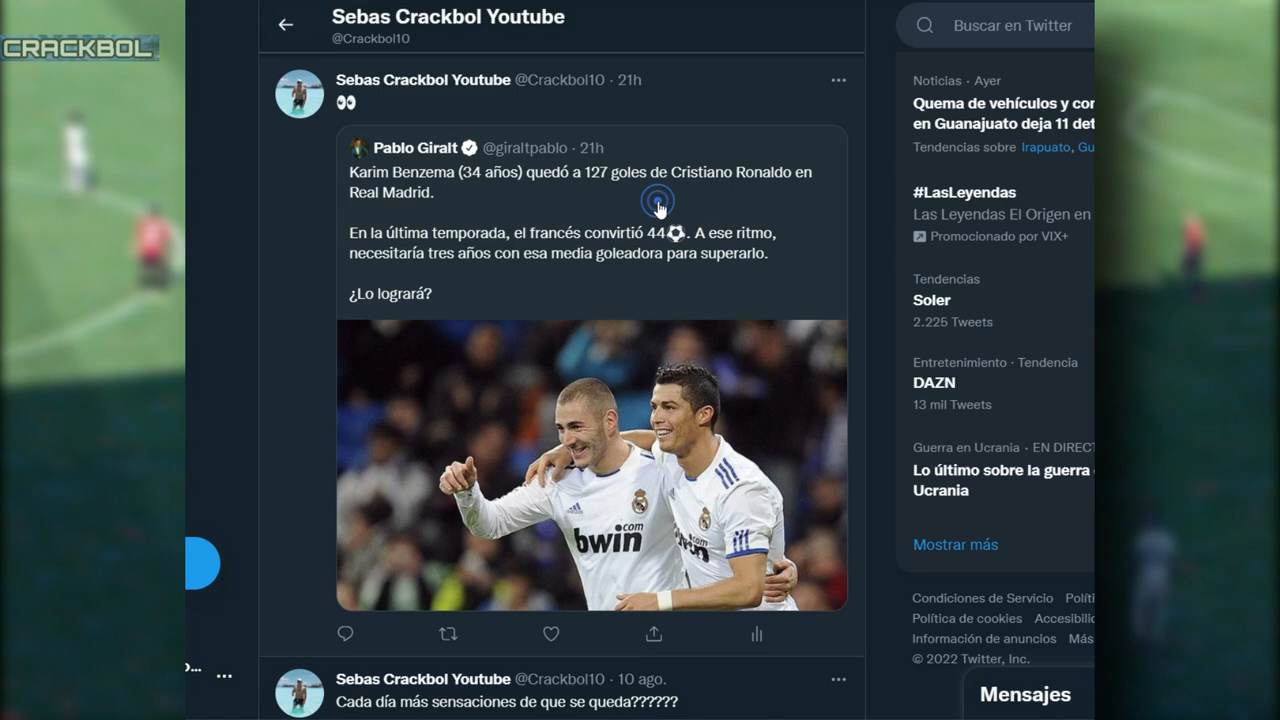 CRACKBOL
Sebas Crackbol Youtube
@Crackbol10
Sebas Crackbol Youtube @Crackbol10 · 21h
👀
Pablo Giralt @giraltpablo · 21h
Karim Benzema (34 años) quedó a 127 goles de Cristiano Ronaldo en
Real Madrid.
En la última temporada, el francés convirtió 44⚽. A ese ritmo,
necesitaría tres años con esa media goleadora para superarlo.
¿Lo logrará?
bwin.com
Sebas Crackbol Youtube @Crackbol10 · 10 ago.
Cada día más sensaciones de que se queda??????
Buscar en Twitter
Noticias · Ayer
Quema de vehículos y con
en Guanajuato deja 11 det
Tendencias sobre Irapuato, Gu
#LasLeyendas
Las Leyendas El Origen en
Promocionado por VIX+
Tendencias
Soler
2.225 Tweets
Entretenimiento · Tendencia
DAZN
13 mil Tweets
Guerra en Ucrania · EN DIRECT
Lo último sobre la guerra
Ucrania
Mostrar más
Condiciones de Servicio Políti
Política de cookies Accesibilid
Información de anuncios Más
© 2022 Twitter, Inc.
Mensajes